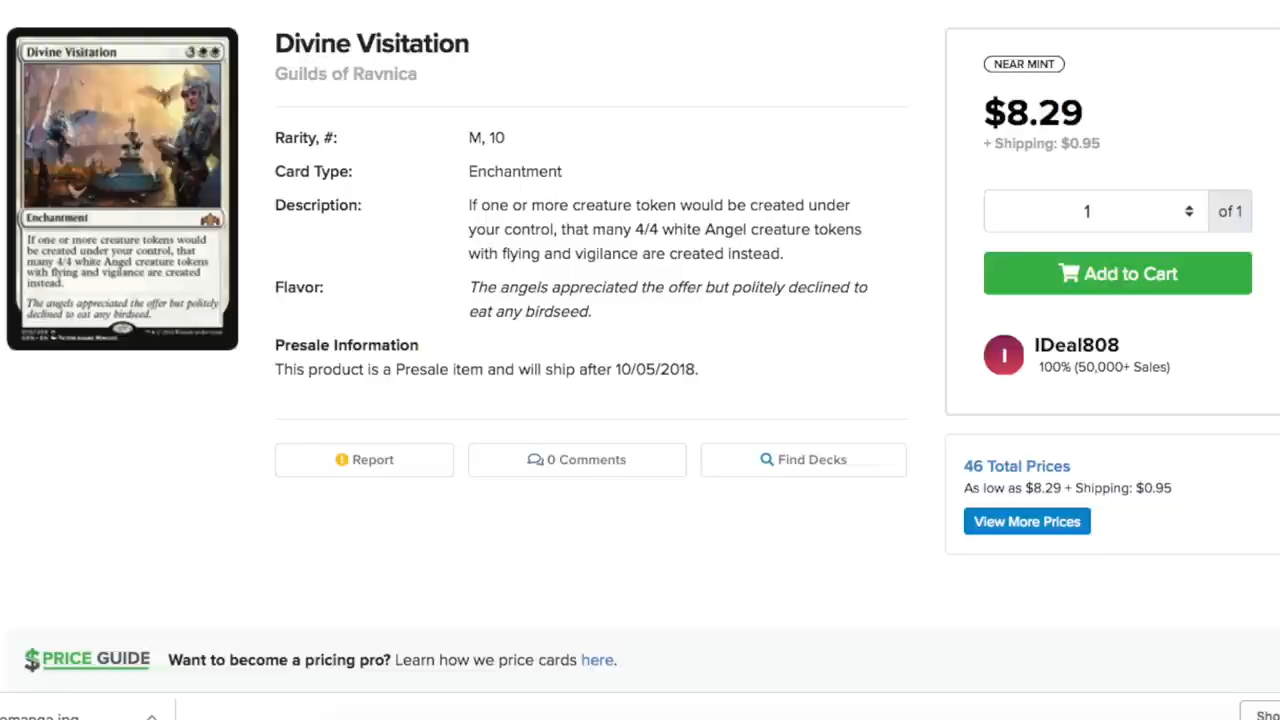 Divine Visitation
3
Enchantment
If one or more creature tokens would
be created under your control, that
many 4/4 white Angel creature tokens
with flying and vigilance are created
instead.
The angels appreciated the offer but politely
declined to eat any birdseed.
Divine Visitation
Guilds of Ravnica
Rarity, #: M, 10
Card Type: Enchantment
Description: If one or more creature token would be created under
your control, that many 4/4 white Angel creature tokens
with flying and vigilance are created instead.
Flavor: The angels appreciated the offer but politely declined to
eat any birdseed.
Presale Information
This product is a Presale item and will ship after 10/05/2018.
Report 0 Comments Find Decks
NEAR MINT
$8.29
+ Shipping: $0.95
1 of 1
Add to Cart
I
IDeal808
100% (50,000+ Sales)
46 Total Prices
As low as $8.29 + Shipping: $0.95
View More Prices
$ PRICE GUIDE Want to become a pricing pro? Learn how we price cards here.
Sho